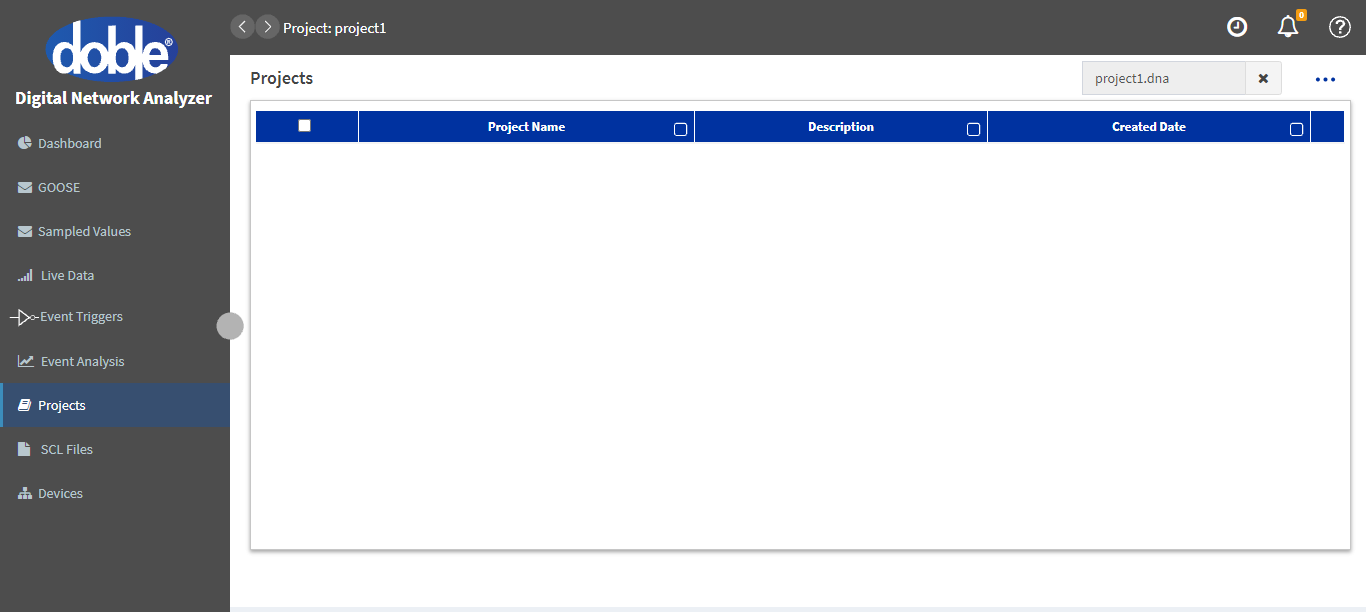 doble®
Digital Network Analyzer
Dashboard
GOOSE
Sampled Values
Live Data
Event Triggers
Event Analysis
Projects
SCL Files
Devices
Project: project1
0
Projects
project1.dna
Project Name
Description
Created Date